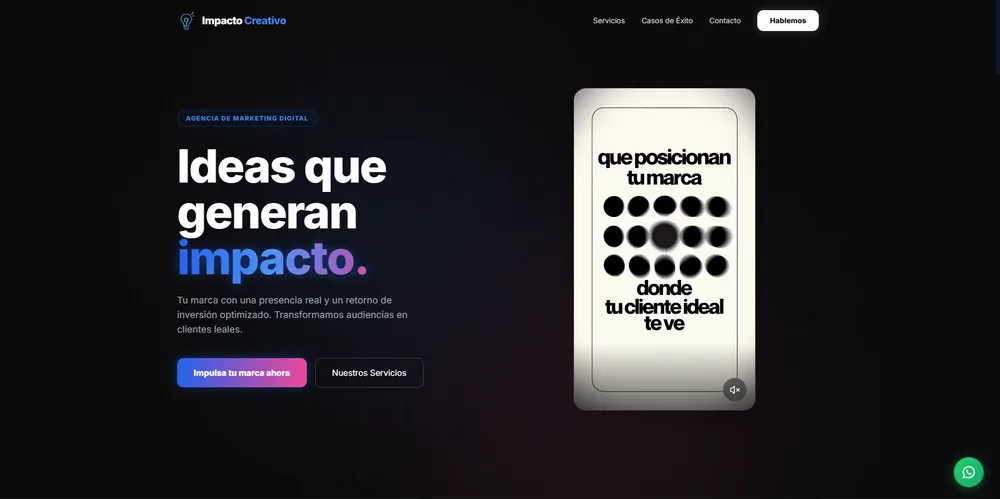 Impacto Creativo
Servicios
Casos de Éxito
Contacto
Hablemos
AGENCIA DE MARKETING DIGITAL
Ideas que
generan
impacto.
Tu marca con una presencia real y un retorno de
inversión optimizado. Transformamos audiencias en
clientes leales.
Impulsa tu marca ahora
Nuestros Servicios
que posicionan
tu marca
donde
tu cliente ideal
te ve